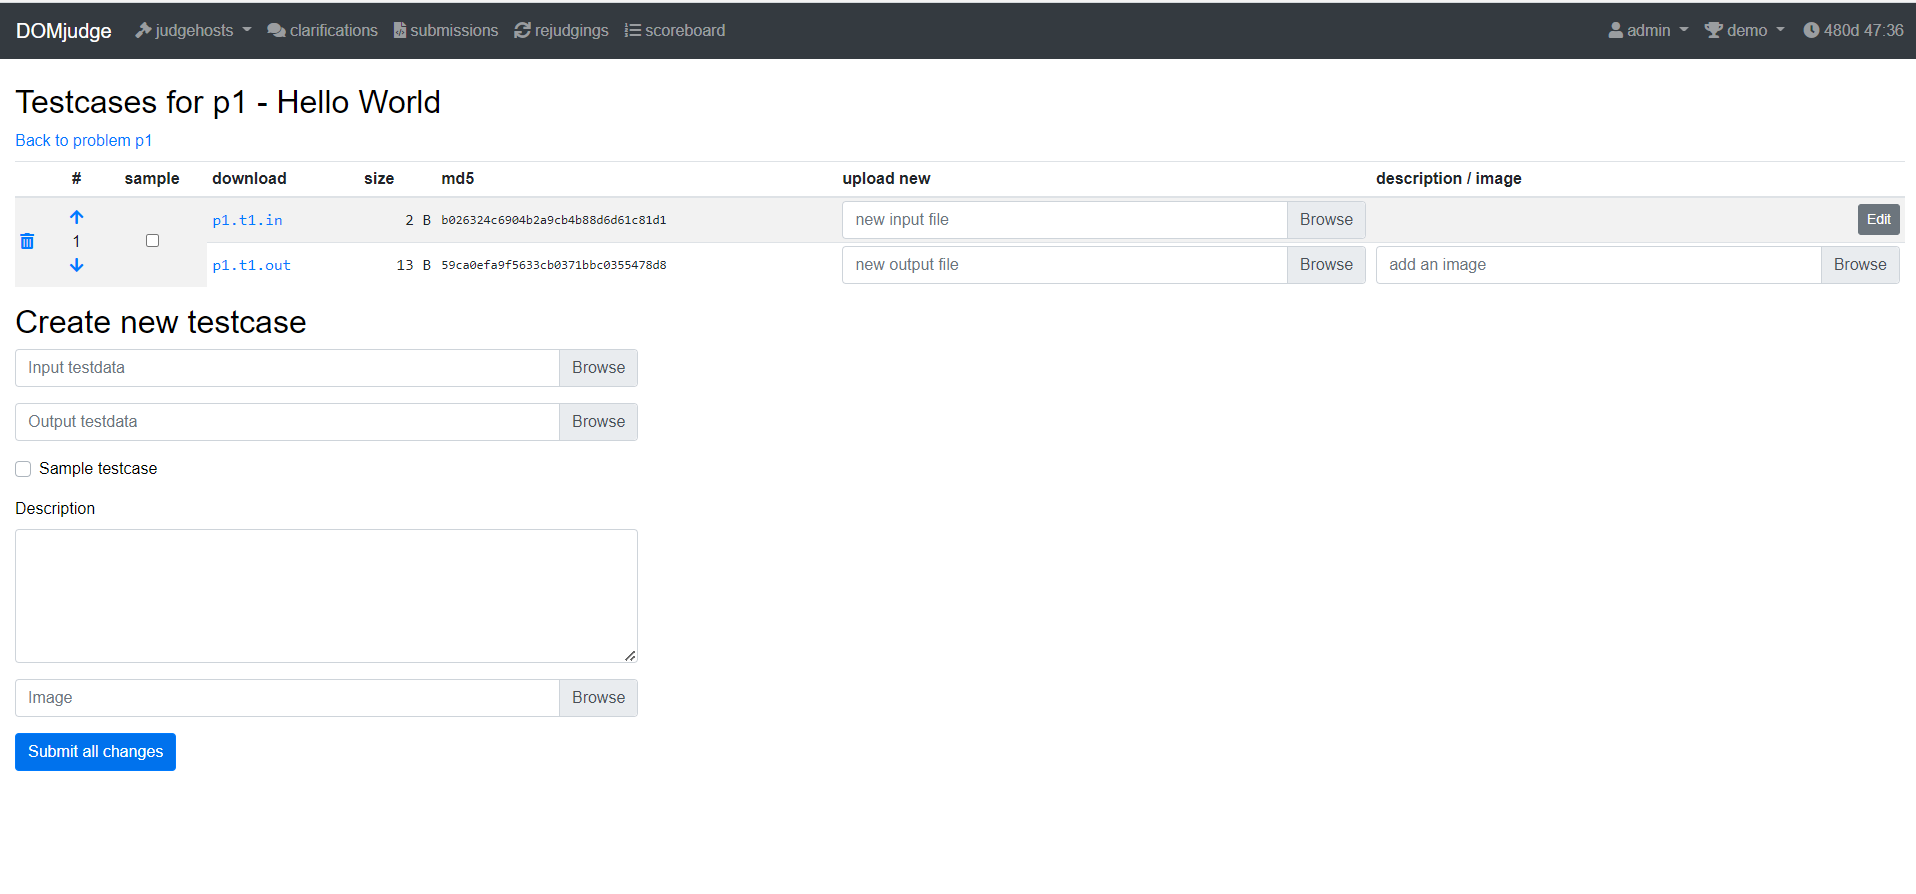 DOMjudge judgehosts clarifications submissions rejudgings scoreboard admin demo 480d 47:36
Testcases for p1 - Hello World
Back to problem p1
# sample download size md5 upload new description / image
p1.t1.in 2 B b026324c6904b2a9cb4b88d6d61c81d1 new input file Browse Edit
1
p1.t1.out 13 B 59ca0efa9f5633cb0371bbc0355478d8 new output file Browse add an image Browse
Create new testcase
Input testdata Browse
Output testdata Browse
Sample testcase
Description
Image Browse
Submit all changes